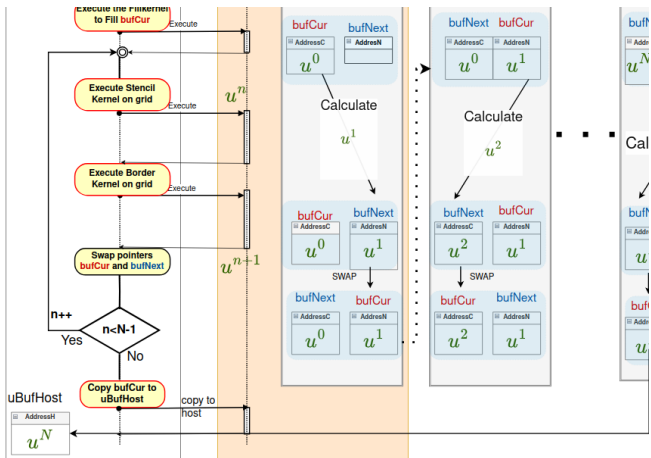 Execute the Fillkernel
to Fill bufCur
Execute
Execute Stencil
Kernel on grid
Execute
Execute Border
Kernel on grid
Execute
Swap pointers
bufCur and bufNext
n++
n<N-1
Yes
No
Copy bufCur to
uBufHost
copy to
host
uBufHost
AddressH
u^N
u^n
u^{n+1}
bufCur
bufNext
AddressC
AddresN
u^0
Calculate
u^1
bufCur
bufNext
AddressC
AddresN
u^0
u^1
SWAP
bufNext
bufCur
AddressC
AddresN
u^0
u^1
bufNext
bufCur
AddressC
AddresN
u^0
u^1
Calculate
u^2
bufNext
bufCur
AddressC
AddresN
u^2
u^1
SWAP
bufCur
bufNext
AddressC
AddresN
u^2
u^1